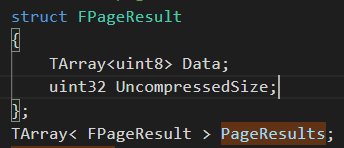 struct FPageResult
{
TArray<uint8> Data;
uint32 UncompressedSize;
};
TArray< FPageResult > PageResults;